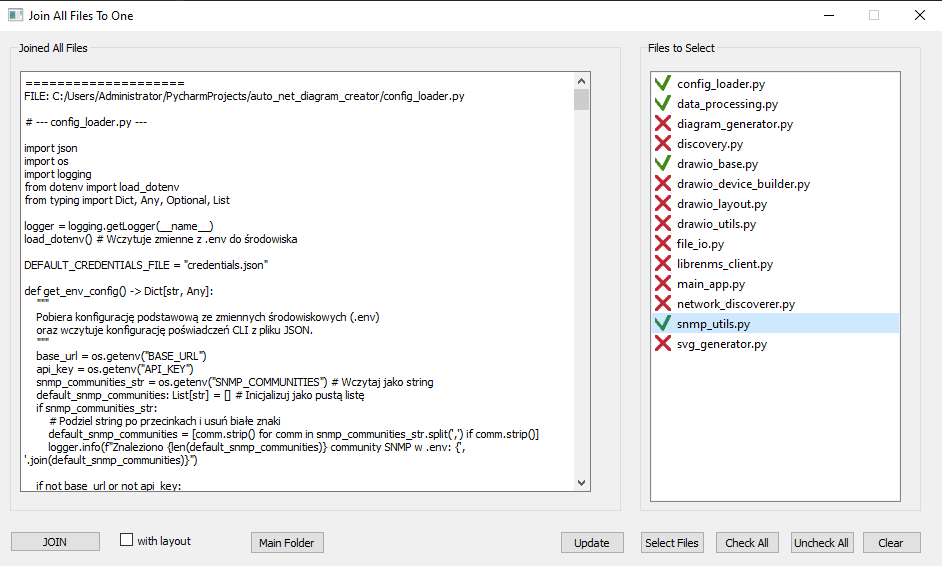 Join All Files To One
Joined All Files
=====================
FILE: C:/Users/Administrator/PycharmProjects/auto_net_diagram_creator/config_loader.py
# --- config_loader.py ---
import json
import os
import logging
from dotenv import load_dotenv
from typing import Dict, Any, Optional, List
logger = logging.getLogger(__name__)
load_dotenv() # Wczytuje zmienne z .env do środowiska
DEFAULT_CREDENTIALS_FILE = "credentials.json"
def get_env_config() -> Dict[str, Any]:
"""
Pobiera konfigurację podstawową ze zmiennych środowiskowych (.env)
oraz wczytuje konfigurację poświadczeń CLI z pliku JSON.
"""
base_url = os.getenv("BASE_URL")
api_key = os.getenv("API_KEY")
snmp_communities_str = os.getenv("SNMP_COMMUNITIES") # Wczytaj jako string
default_snmp_communities: List[str] = [] # Inicjalizuj jako pustą listę
if snmp_communities_str:
# Podziel string po przecinkach i usuń białe znaki
default_snmp_communities = [comm.strip() for comm in snmp_communities_str.split(',') if comm.strip()]
logger.info(f"Znaleziono {len(default_snmp_communities)} community SNMP w .env: {',
'.join(default_snmp_communities)}")
if not base_url or not api_key:
Files to Select
config_loader.py
data_processing.py
diagram_generator.py
discovery.py
drawio_base.py
drawio_device_builder.py
drawio_layout.py
drawio_utils.py
file_io.py
librenms_client.py
main_app.py
network_discoverer.py
snmp_utils.py
svg_generator.py
JOIN
with layout
Main Folder
Update
Select Files
Check All
Uncheck All
Clear